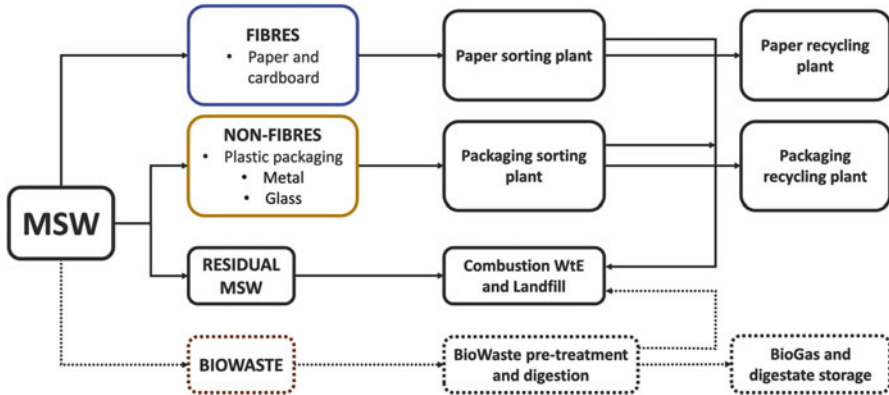 FIBRES
• Paper and
cardboard
Paper sorting plant
Paper recycling
plant
NON-FIBRES
• Plastic packaging
• Metal
• Glass
Packaging sorting
plant
Packaging
recycling plant
MSW
RESIDUAL
MSW
Combustion WtE
and Landfill
BIOWASTE
BioWaste pre-treatment
and digestion
BioGas and
digestate storage